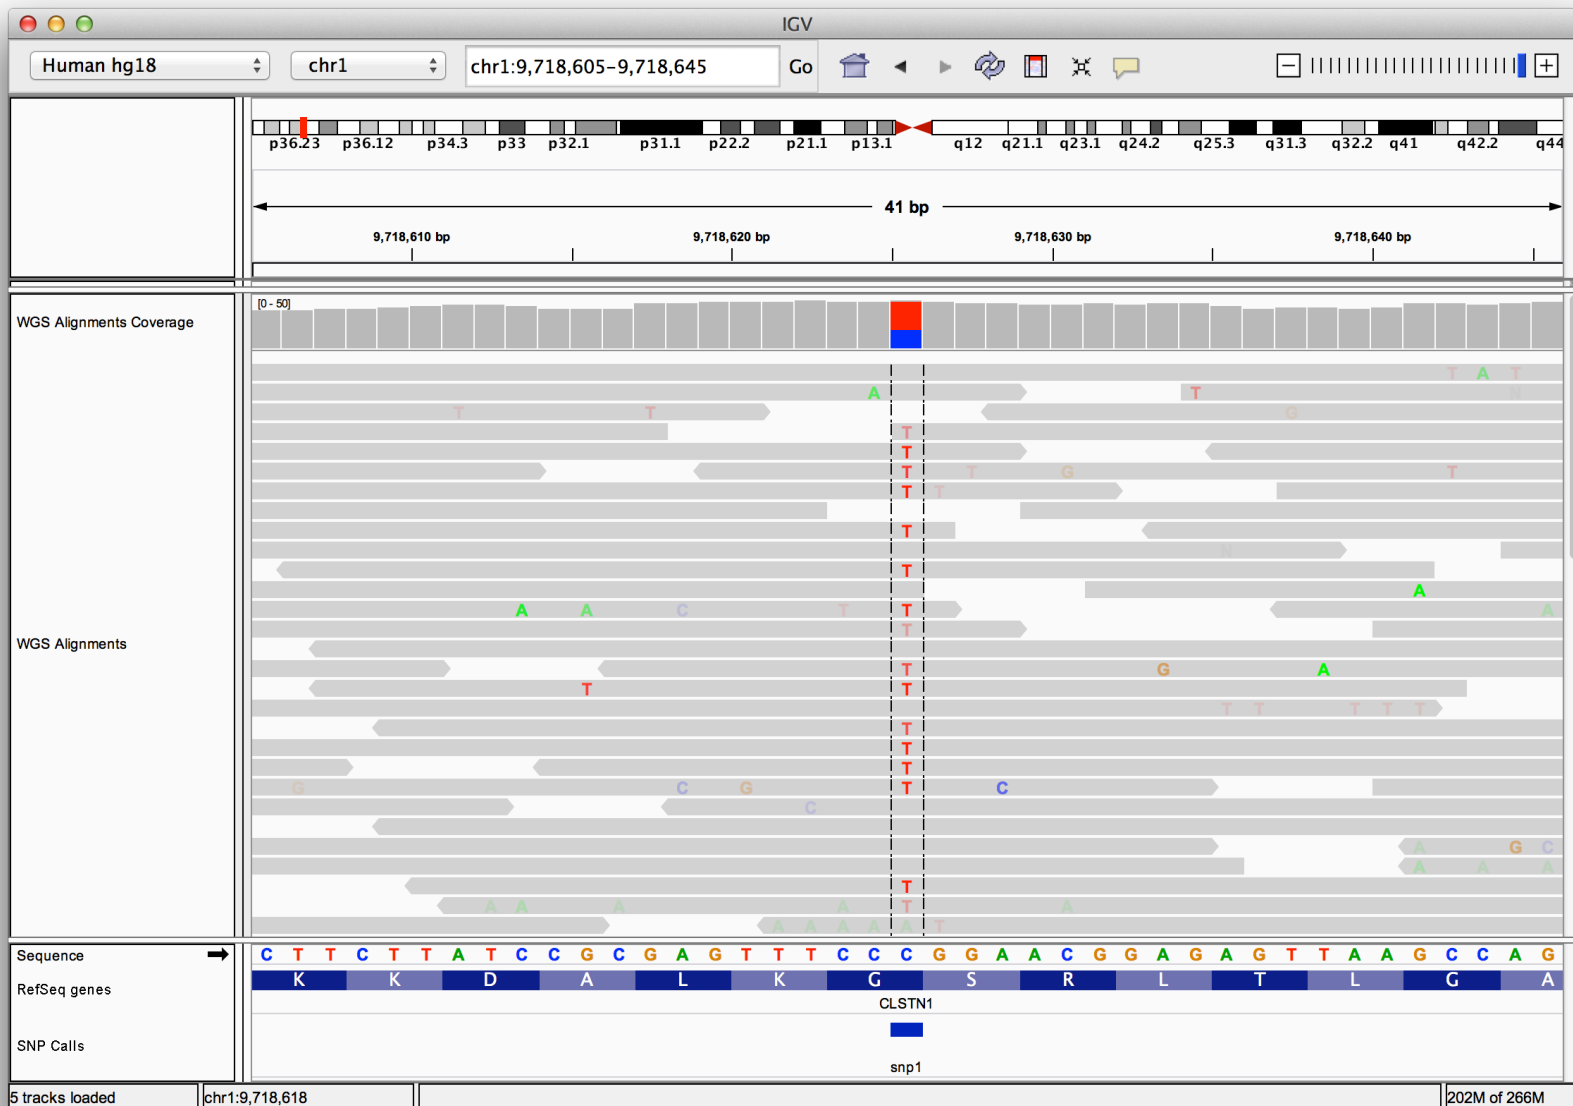 IGV
Human hg18 chr1 chr1:9,718,605-9,718,645 Go
p36.23 p36.12 p34.3 p33 p32.1 p31.1 p22.2 p21.1 p13.1 q12 q21.1 q23.1 q24.2 q25.3 q31.3 q32.2 q41 q42.2 q44
41 bp
9,718,610 bp 9,718,620 bp 9,718,630 bp 9,718,640 bp
[0 - 50]
WGS Alignments Coverage
T A T
A T N
T T G
T
T
T T G T
T T
T
N
T
A
A A C T T A
T
WGS Alignments
T G A
T T
T T T T T
T
T
T
G C G T C
C
A G C
A A A
T
A A A A T A
A A A A A T
Sequence C T T C T T A T C C G C G A G T T T C C C G G A A C G G A G A G T T A A G C C A G
RefSeq genes K K D A L K G S R L T L G A
CLSTN1
SNP Calls
snp1
5 tracks loaded chr1:9,718,618 202M of 266M